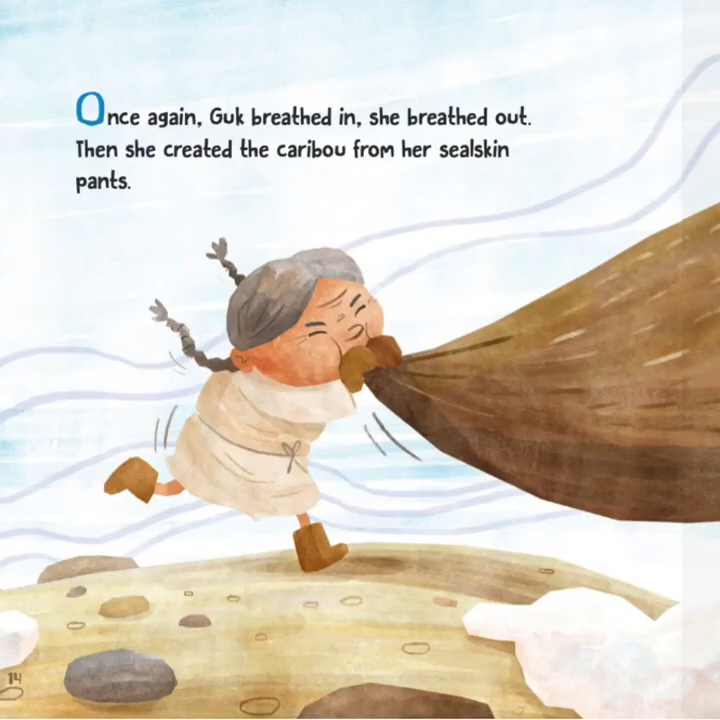 Once again, Guk breathed in, she breathed out.
Then she created the caribou from her sealskin
pants.
14